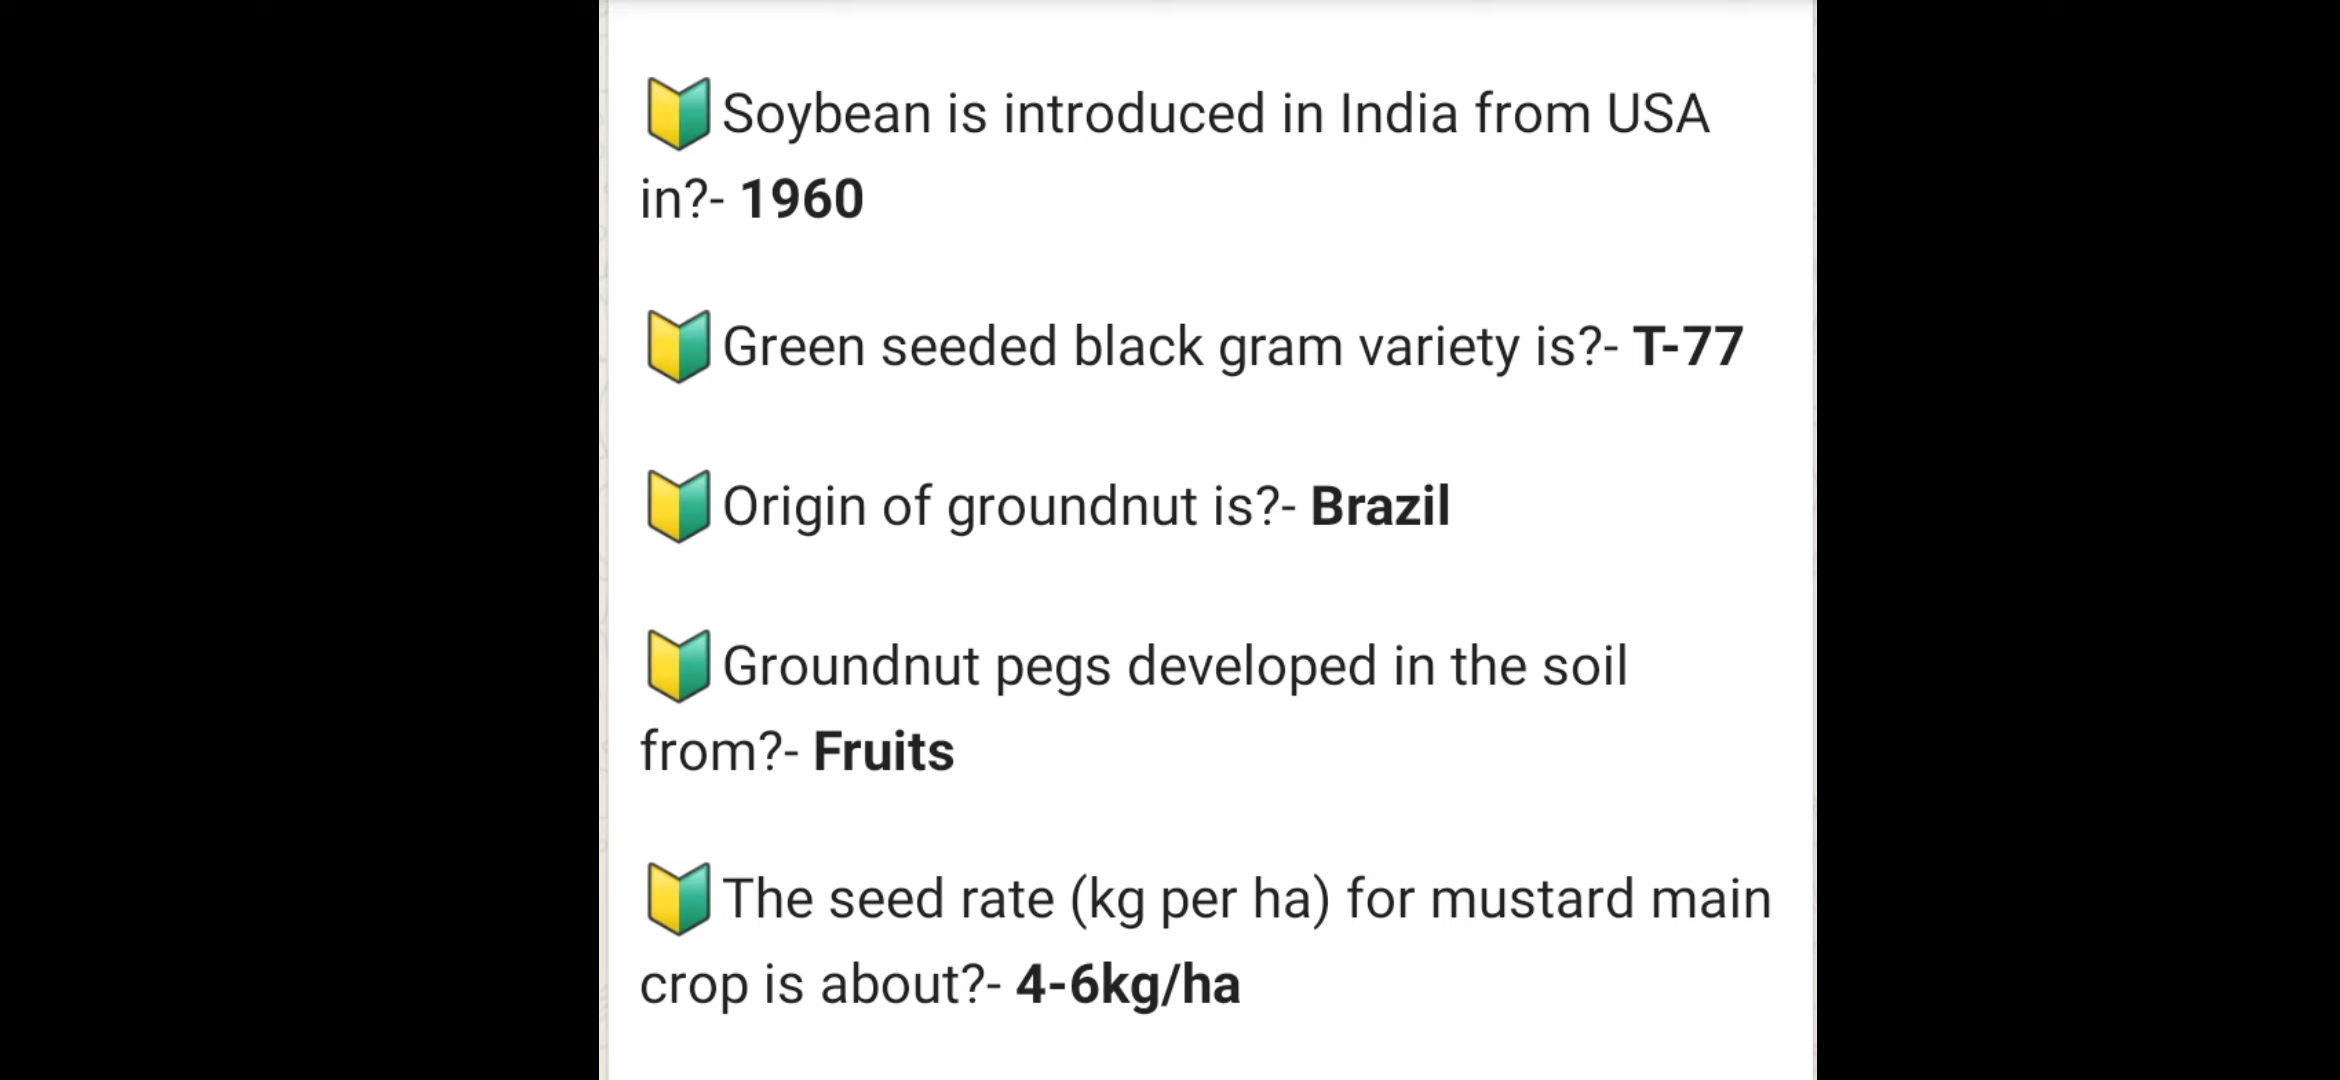 🔰Soybean is introduced in India from USA
in?- 1960
🔰Green seeded black gram variety is?- T-77
🔰Origin of groundnut is?- Brazil
🔰Groundnut pegs developed in the soil
from?- Fruits
🔰The seed rate (kg per ha) for mustard main
crop is about?- 4-6kg/ha